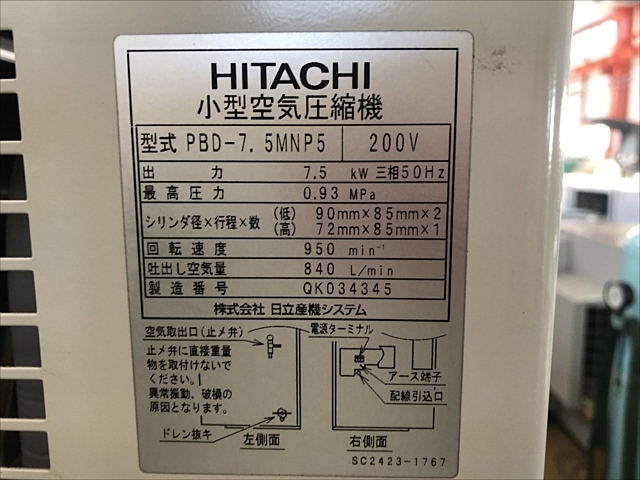 HITACHI
小型空気圧縮機
型式 PBD-7.5MNP5 200V
出力 7.5 kW 三相50Hz
最高圧力 0.93 MPa
シリンダ径×行程×数 (低) 90mm×85mm×2
(高) 72mm×85mm×1
回転速度 950 min⁻¹
吐出し空気量 840 L/min
製造番号 QK034345
株式会社 日立産機システム
空気取出口(止メ弁)
止メ弁に直接重量
物を取付けないで
ください。
異常振動、破損の
原因となります。
ドレン抜キ
左側面
電源ターミナル
アース端子
配線引込口
右側面
SC2423-1767